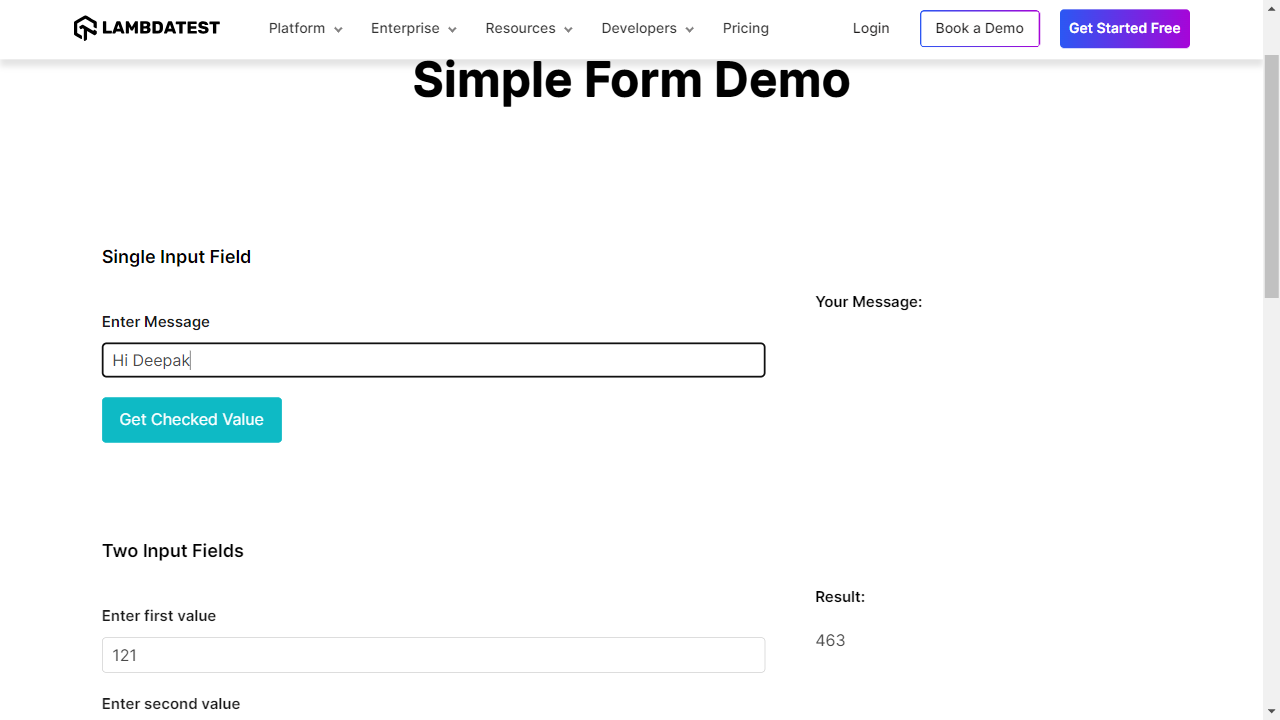 LAMBDATEST Platform Enterprise Resources Developers Pricing Login Book a Demo Get Started Free
Simple Form Demo
Single Input Field
Your Message:
Enter Message
Hi Deepak
Get Checked Value
Two Input Fields
Result:
Enter first value
463
121
Enter second value